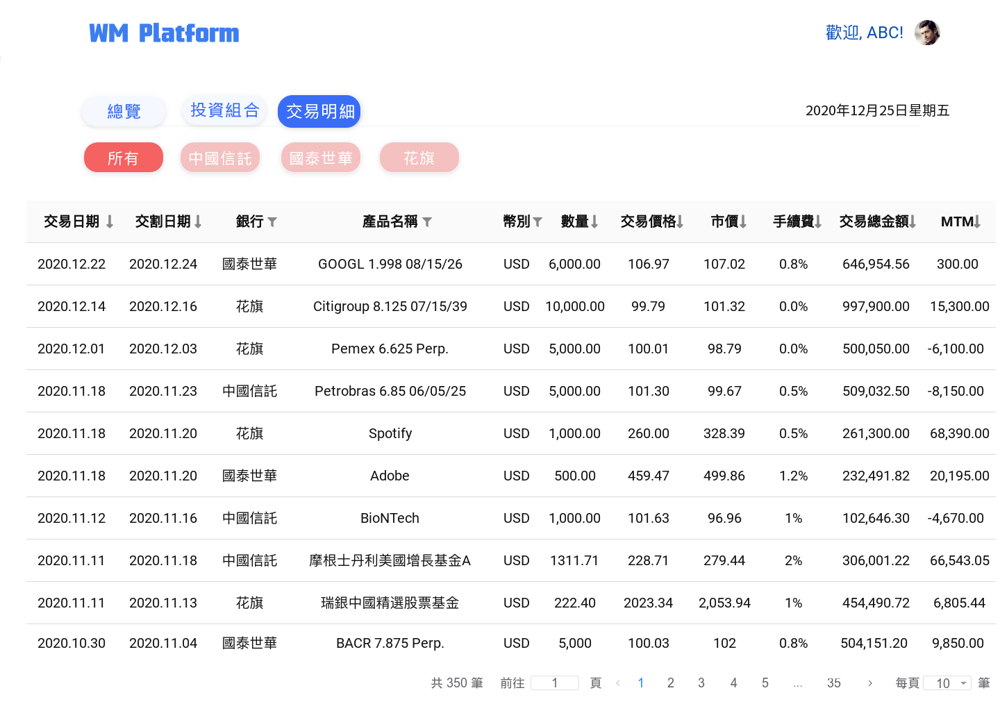 WM Platform 歡迎, ABC!
總覽 投資組合 交易明細 2020年12月25日星期五
所有 中國信託 國泰世華 花旗
交易日期 交割日期 銀行 產品名稱 幣別 數量 交易價格 市價 手續費 交易總金額 MTM
2020.12.22 2020.12.24 國泰世華 GOOGL 1.998 08/15/26 USD 6,000.00 106.97 107.02 0.8% 646,954.56 300.00
2020.12.14 2020.12.16 花旗 Citigroup 8.125 07/15/39 USD 10,000.00 99.79 101.32 0.0% 997,900.00 15,300.00
2020.12.01 2020.12.03 花旗 Pemex 6.625 Perp. USD 5,000.00 100.01 98.79 0.0% 500,050.00 -6,100.00
2020.11.18 2020.11.23 中國信託 Petrobras 6.85 06/05/25 USD 5,000.00 101.30 99.67 0.5% 509,032.50 -8,150.00
2020.11.18 2020.11.20 花旗 Spotify USD 1,000.00 260.00 328.39 0.5% 261,300.00 68,390.00
2020.11.18 2020.11.20 國泰世華 Adobe USD 500.00 459.47 499.86 1.2% 232,491.82 20,195.00
2020.11.12 2020.11.16 中國信託 BioNTech USD 1,000.00 101.63 96.96 1% 102,646.30 -4,670.00
2020.11.11 2020.11.18 中國信託 摩根士丹利美國增長基金A USD 1311.71 228.71 279.44 2% 306,001.22 66,543.05
2020.11.11 2020.11.13 花旗 瑞銀中國精選股票基金 USD 222.40 2023.34 2,053.94 1% 454,490.72 6,805.44
2020.10.30 2020.11.04 國泰世華 BACR 7.875 Perp. USD 5,000 100.03 102 0.8% 504,151.20 9,850.00
共 350 筆 前往 1 頁 ‹ 1 2 3 4 5 ... 35 › 每頁 10 筆